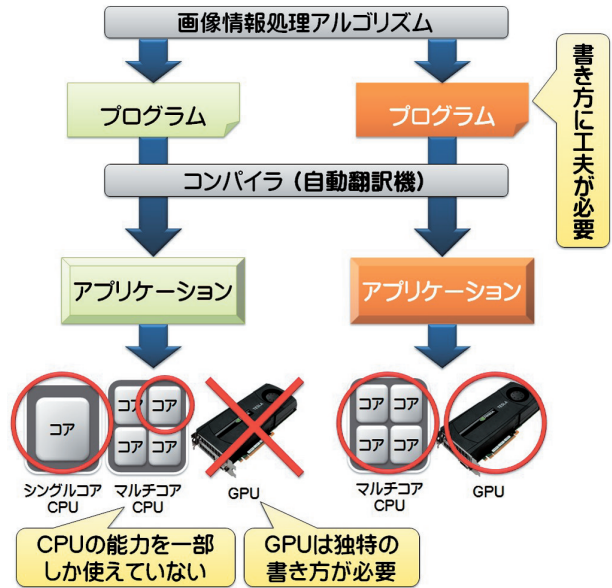 画像情報処理アルゴリズム
プログラム
プログラム
書き方に工夫が必要
コンパイラ（自動翻訳機）
アプリケーション
アプリケーション
コア
コア
コア
コア
コア
コア
コア
コア
コア
シングルコア
CPU
マルチコア
CPU
GPU
マルチコア
CPU
GPU
CPUの能力を一部
しか使えていない
GPUは独特の
書き方が必要